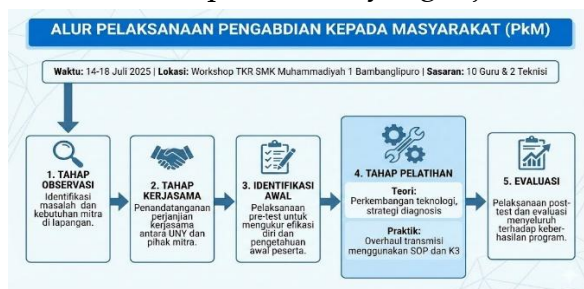 ALUR PELAKSANAAN PENGABDIAN KEPADA MASYARAKAT (PkM)
Waktu: 14-18 Juli 2025 | Lokasi: Workshop TKR SMK Muhammadiyah 1 Bambanglipuro | Sasaran: 10 Guru & 2 Teknisi
1. TAHAP
OBSERVASI
Identifikasi
masalah dan
kebutuhan mitra
di lapangan.
2. TAHAP
KERJASAMA
Penandatanganan
perjanjian
kerjasama
antara UNY dan
pihak mitra.
3. IDENTIFIKASI
AWAL
Pelaksanaan
pre-test untuk
mengukur efikasi
diri dan
pengetahuan
awal peserta.
4. TAHAP PELATIHAN
Teori:
Perkembangan teknologi,
strategi diagnosis
Praktik:
Overhaul transmisi
menggunakan SOP dan K3
5. EVALUASI
Pelaksanaan post-
test dan evaluasi
menyeluruh
terhadap keber-
hasilan program.